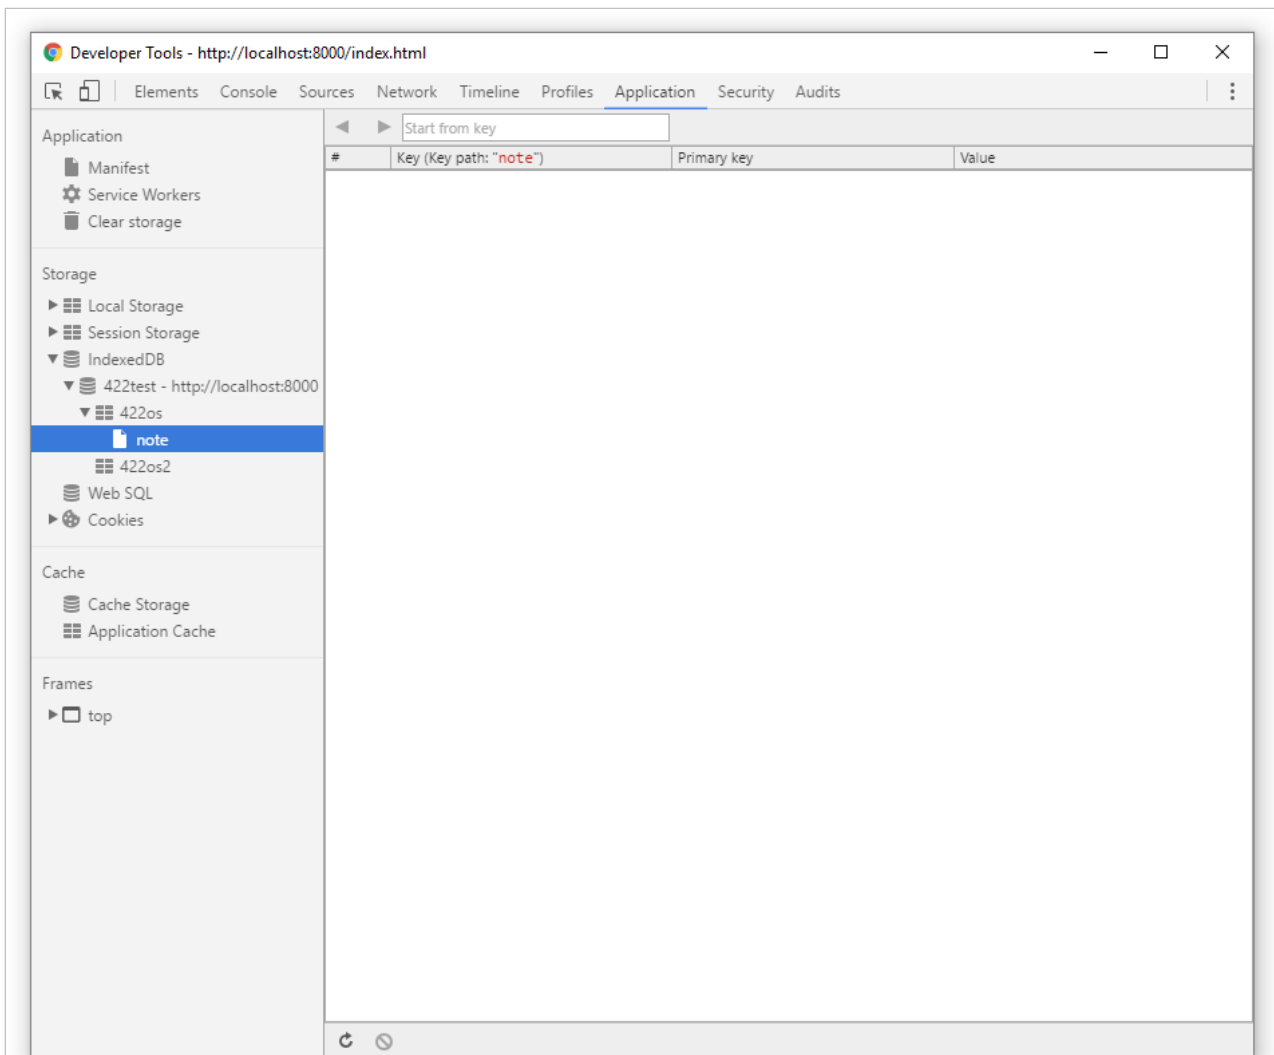 Developer Tools - http://localhost:8000/index.html
Elements Console Sources Network Timeline Profiles Application Security Audits
Application
Manifest
Service Workers
Clear storage
Storage
Local Storage
Session Storage
IndexedDB
422test - http://localhost:8000
422os
note
422os2
Web SQL
Cookies
Cache
Cache Storage
Application Cache
Frames
top
Start from key
# Key (Key path: "note") Primary key Value